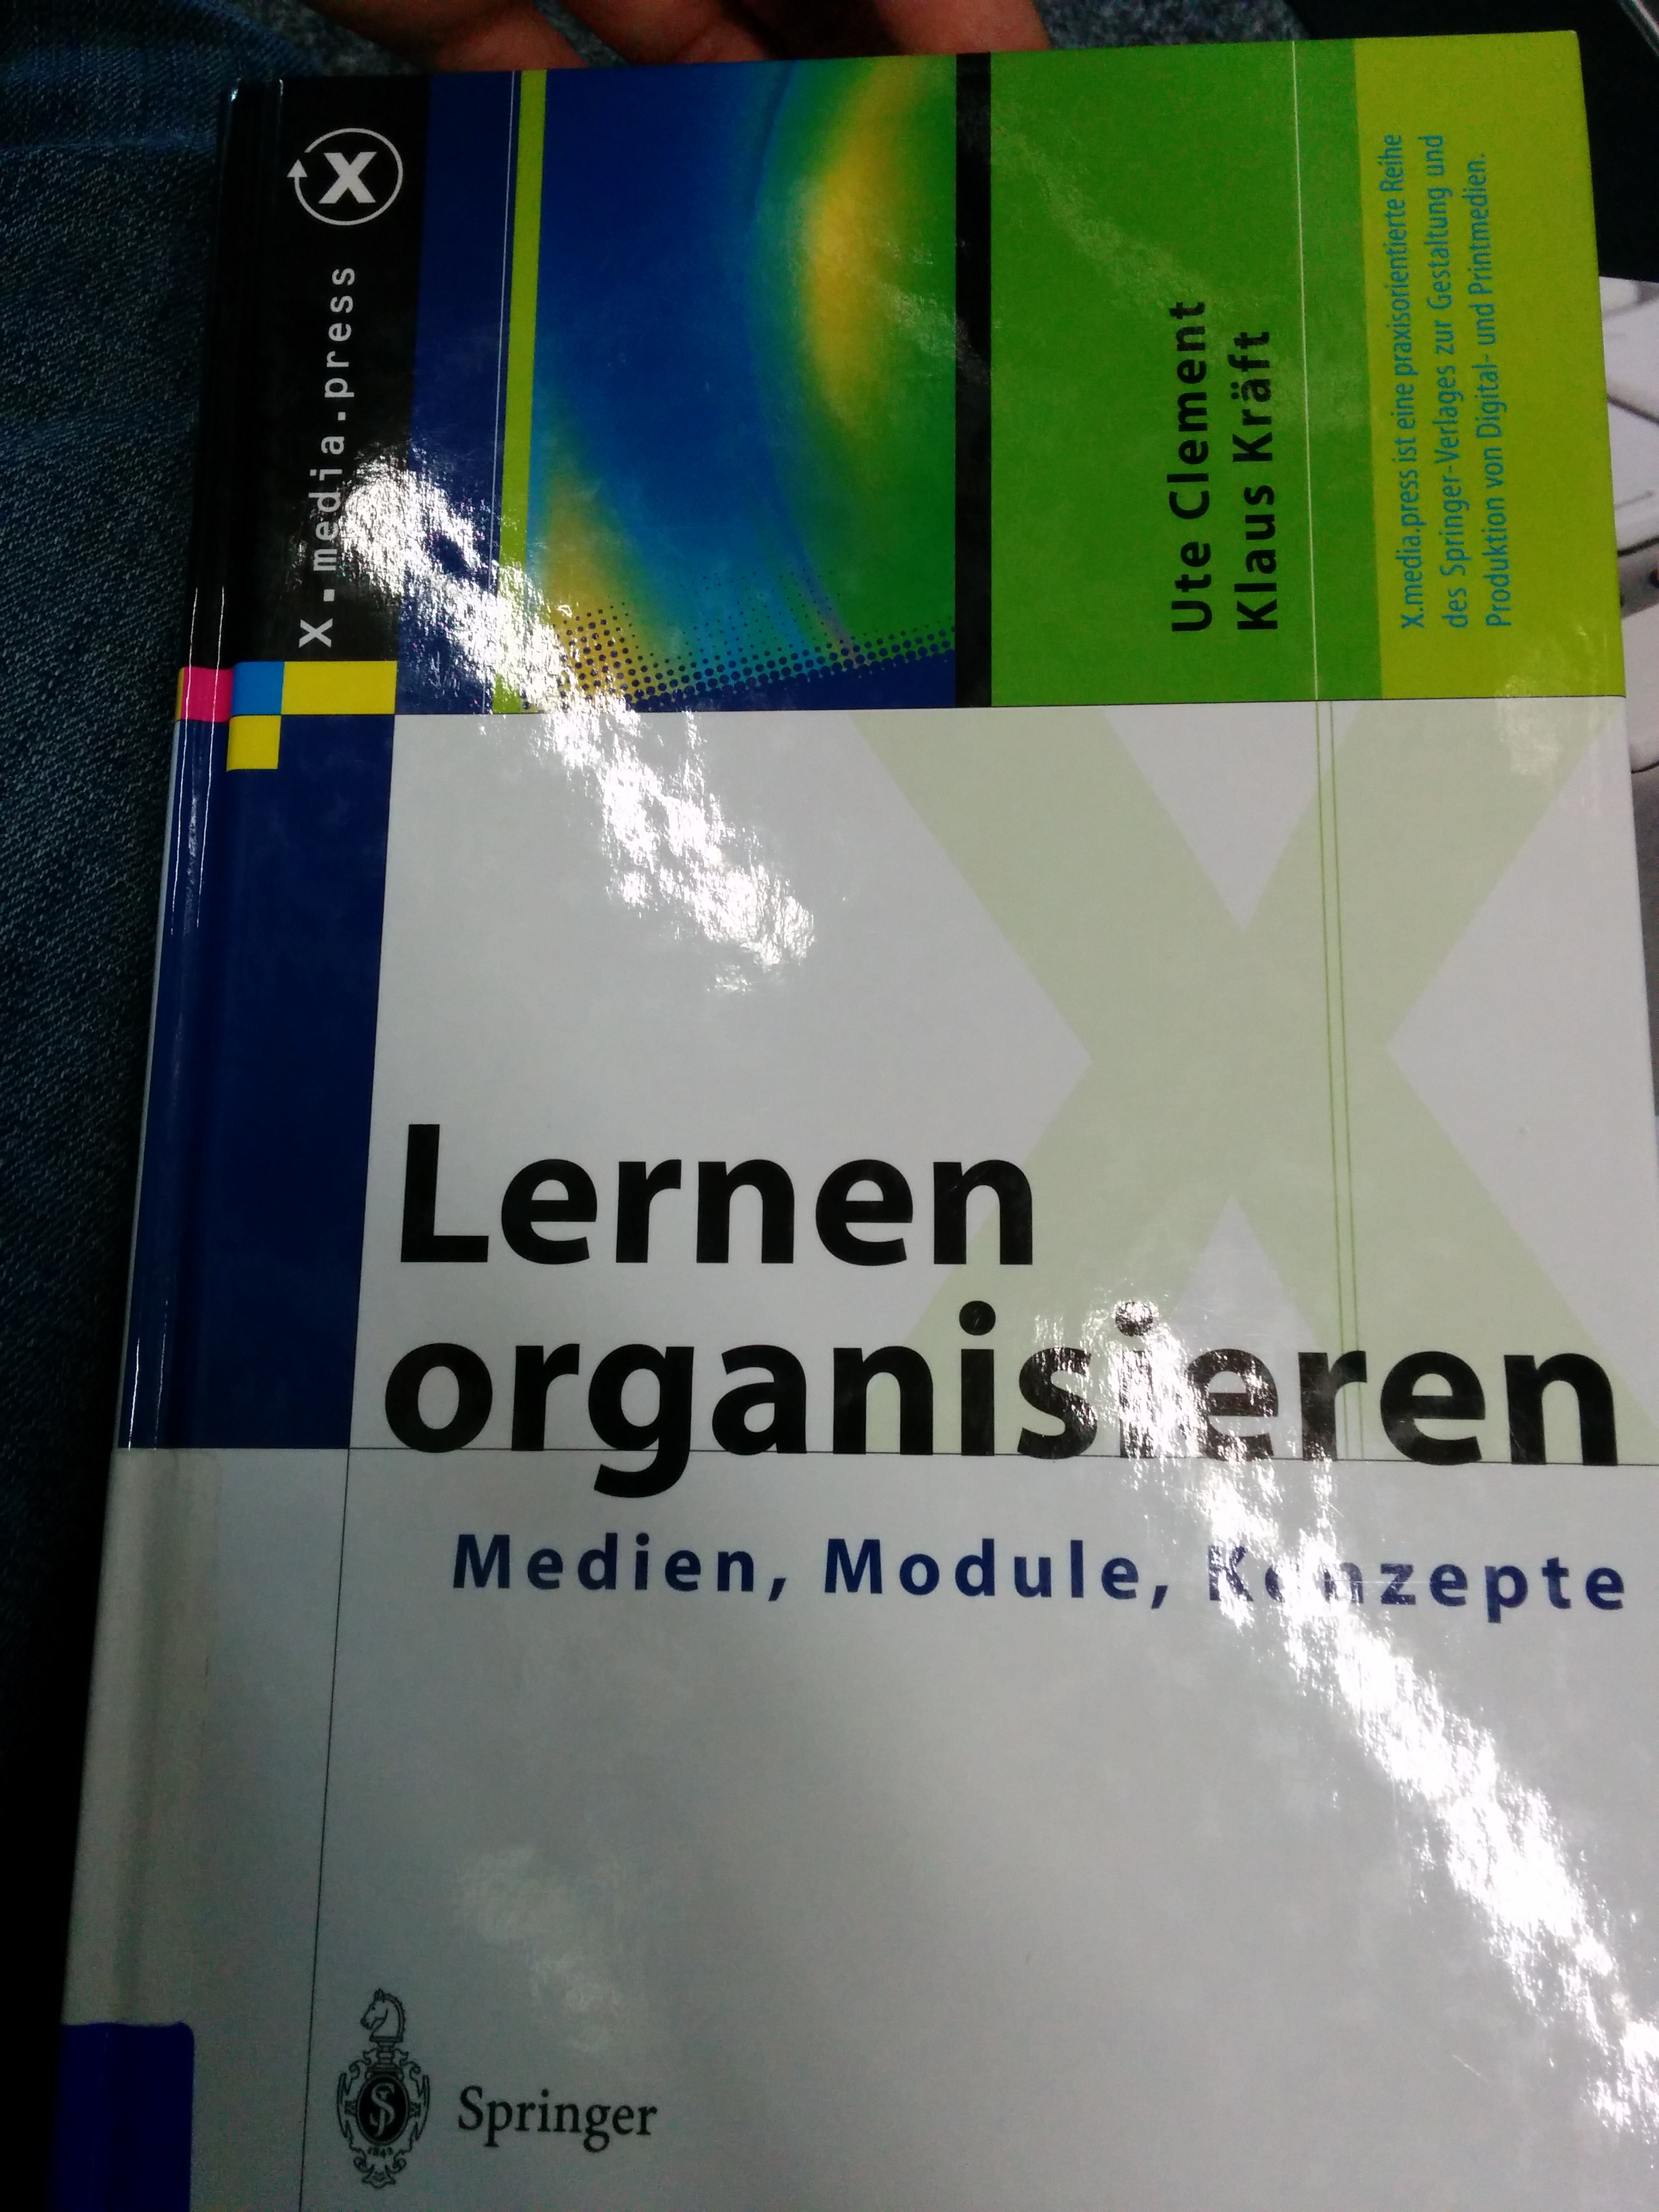 X
X.media.press
Ute Clement
Klaus Kräft
X.media.press ist eine praxisorientierte Reihe
des Springer-Verlages zur Gestaltung und
Produktion von Digital- und Printmedien.
Lernen
organisieren
Medien, Module, Konzepte
Springer